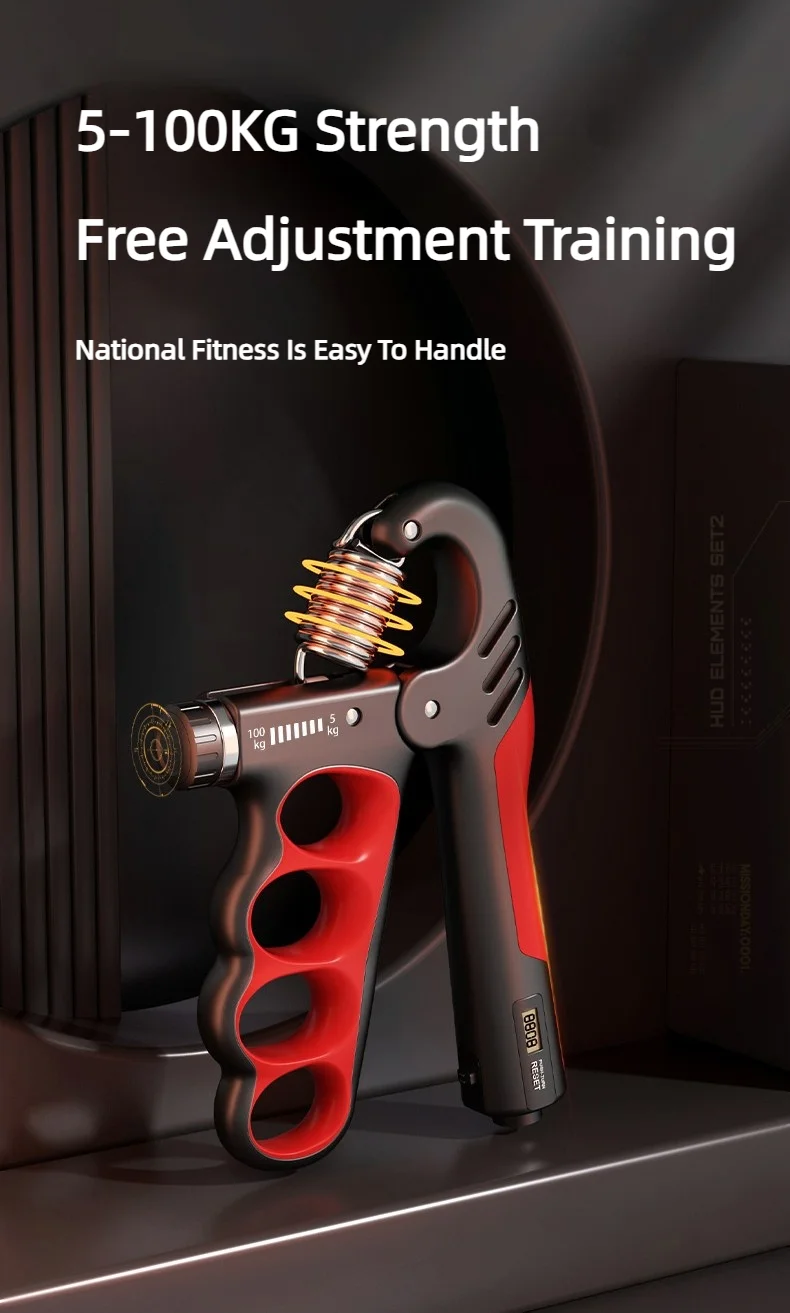 5-100KG Strength
Free Adjustment Training
National Fitness Is Easy To Handle
100 5
kg kg
HUD ELEMENTS SET2
8808
RESET